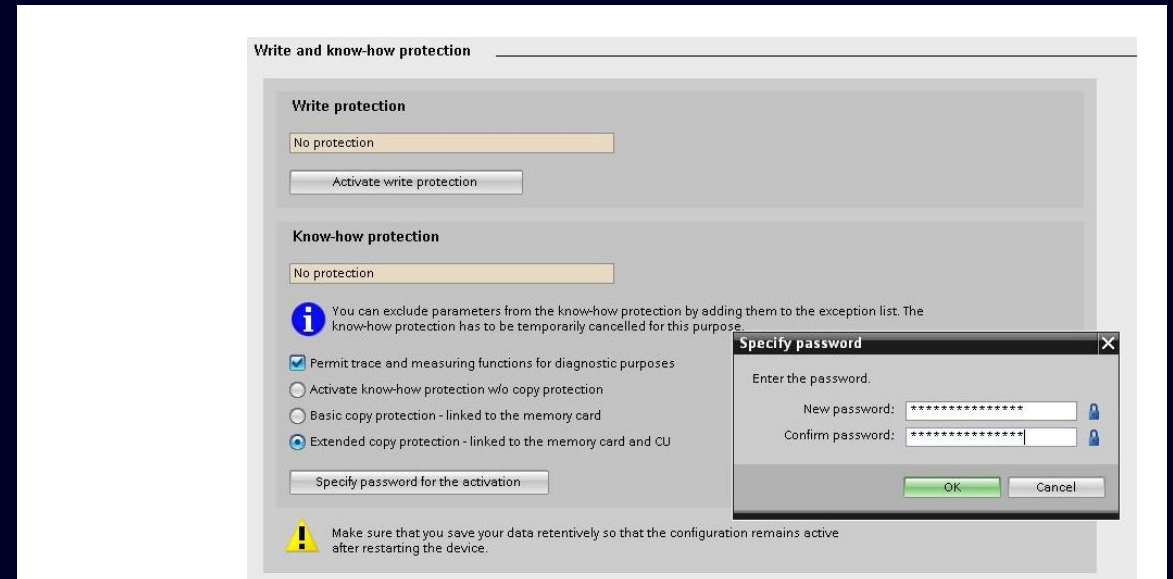 Write and know-how protection
Write protection
No protection
Activate write protection
Know-how protection
No protection
You can exclude parameters from the know-how protection by adding them to the exception list. The
know-how protection has to be temporarily cancelled for this purpose.
Permit trace and measuring functions for diagnostic purposes
Activate know-how protection w/o copy protection
Basic copy protection - linked to the memory card
Extended copy protection - linked to the memory card and CU
Specify password for the activation
Make sure that you save your data retentively so that the configuration remains active
after restarting the device.
Specify password
Enter the password.
New password: ***************
Confirm password: ***************
OK Cancel